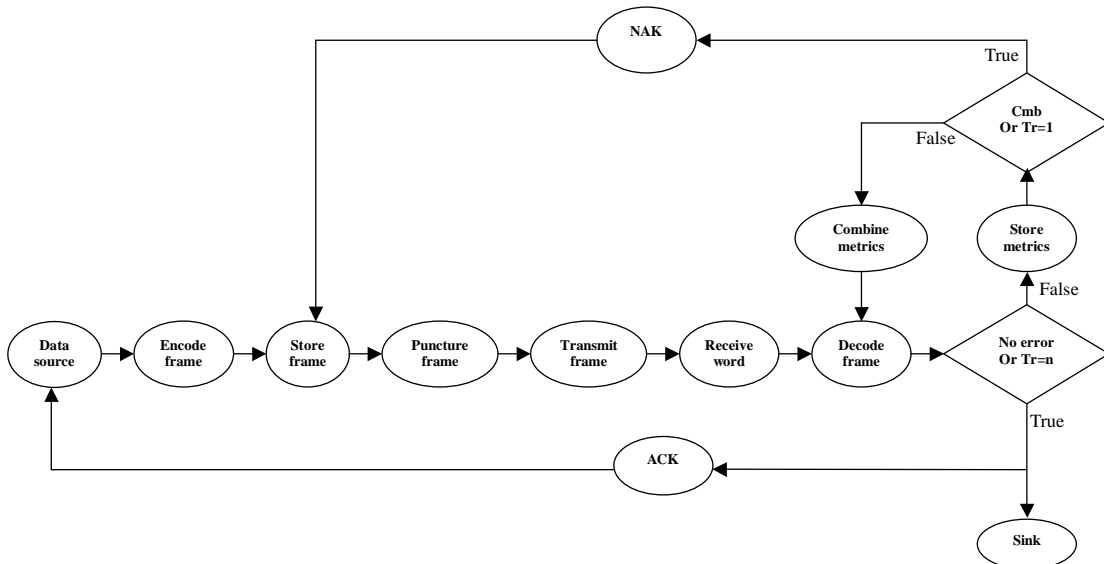 NAK
True
Cmb
Or Tr=1
False
Combine
metrics
Store
metrics
False
Data
source
Encode
frame
Store
frame
Puncture
frame
Transmit
frame
Receive
word
Decode
frame
No error
Or Tr=n
True
ACK
Sink